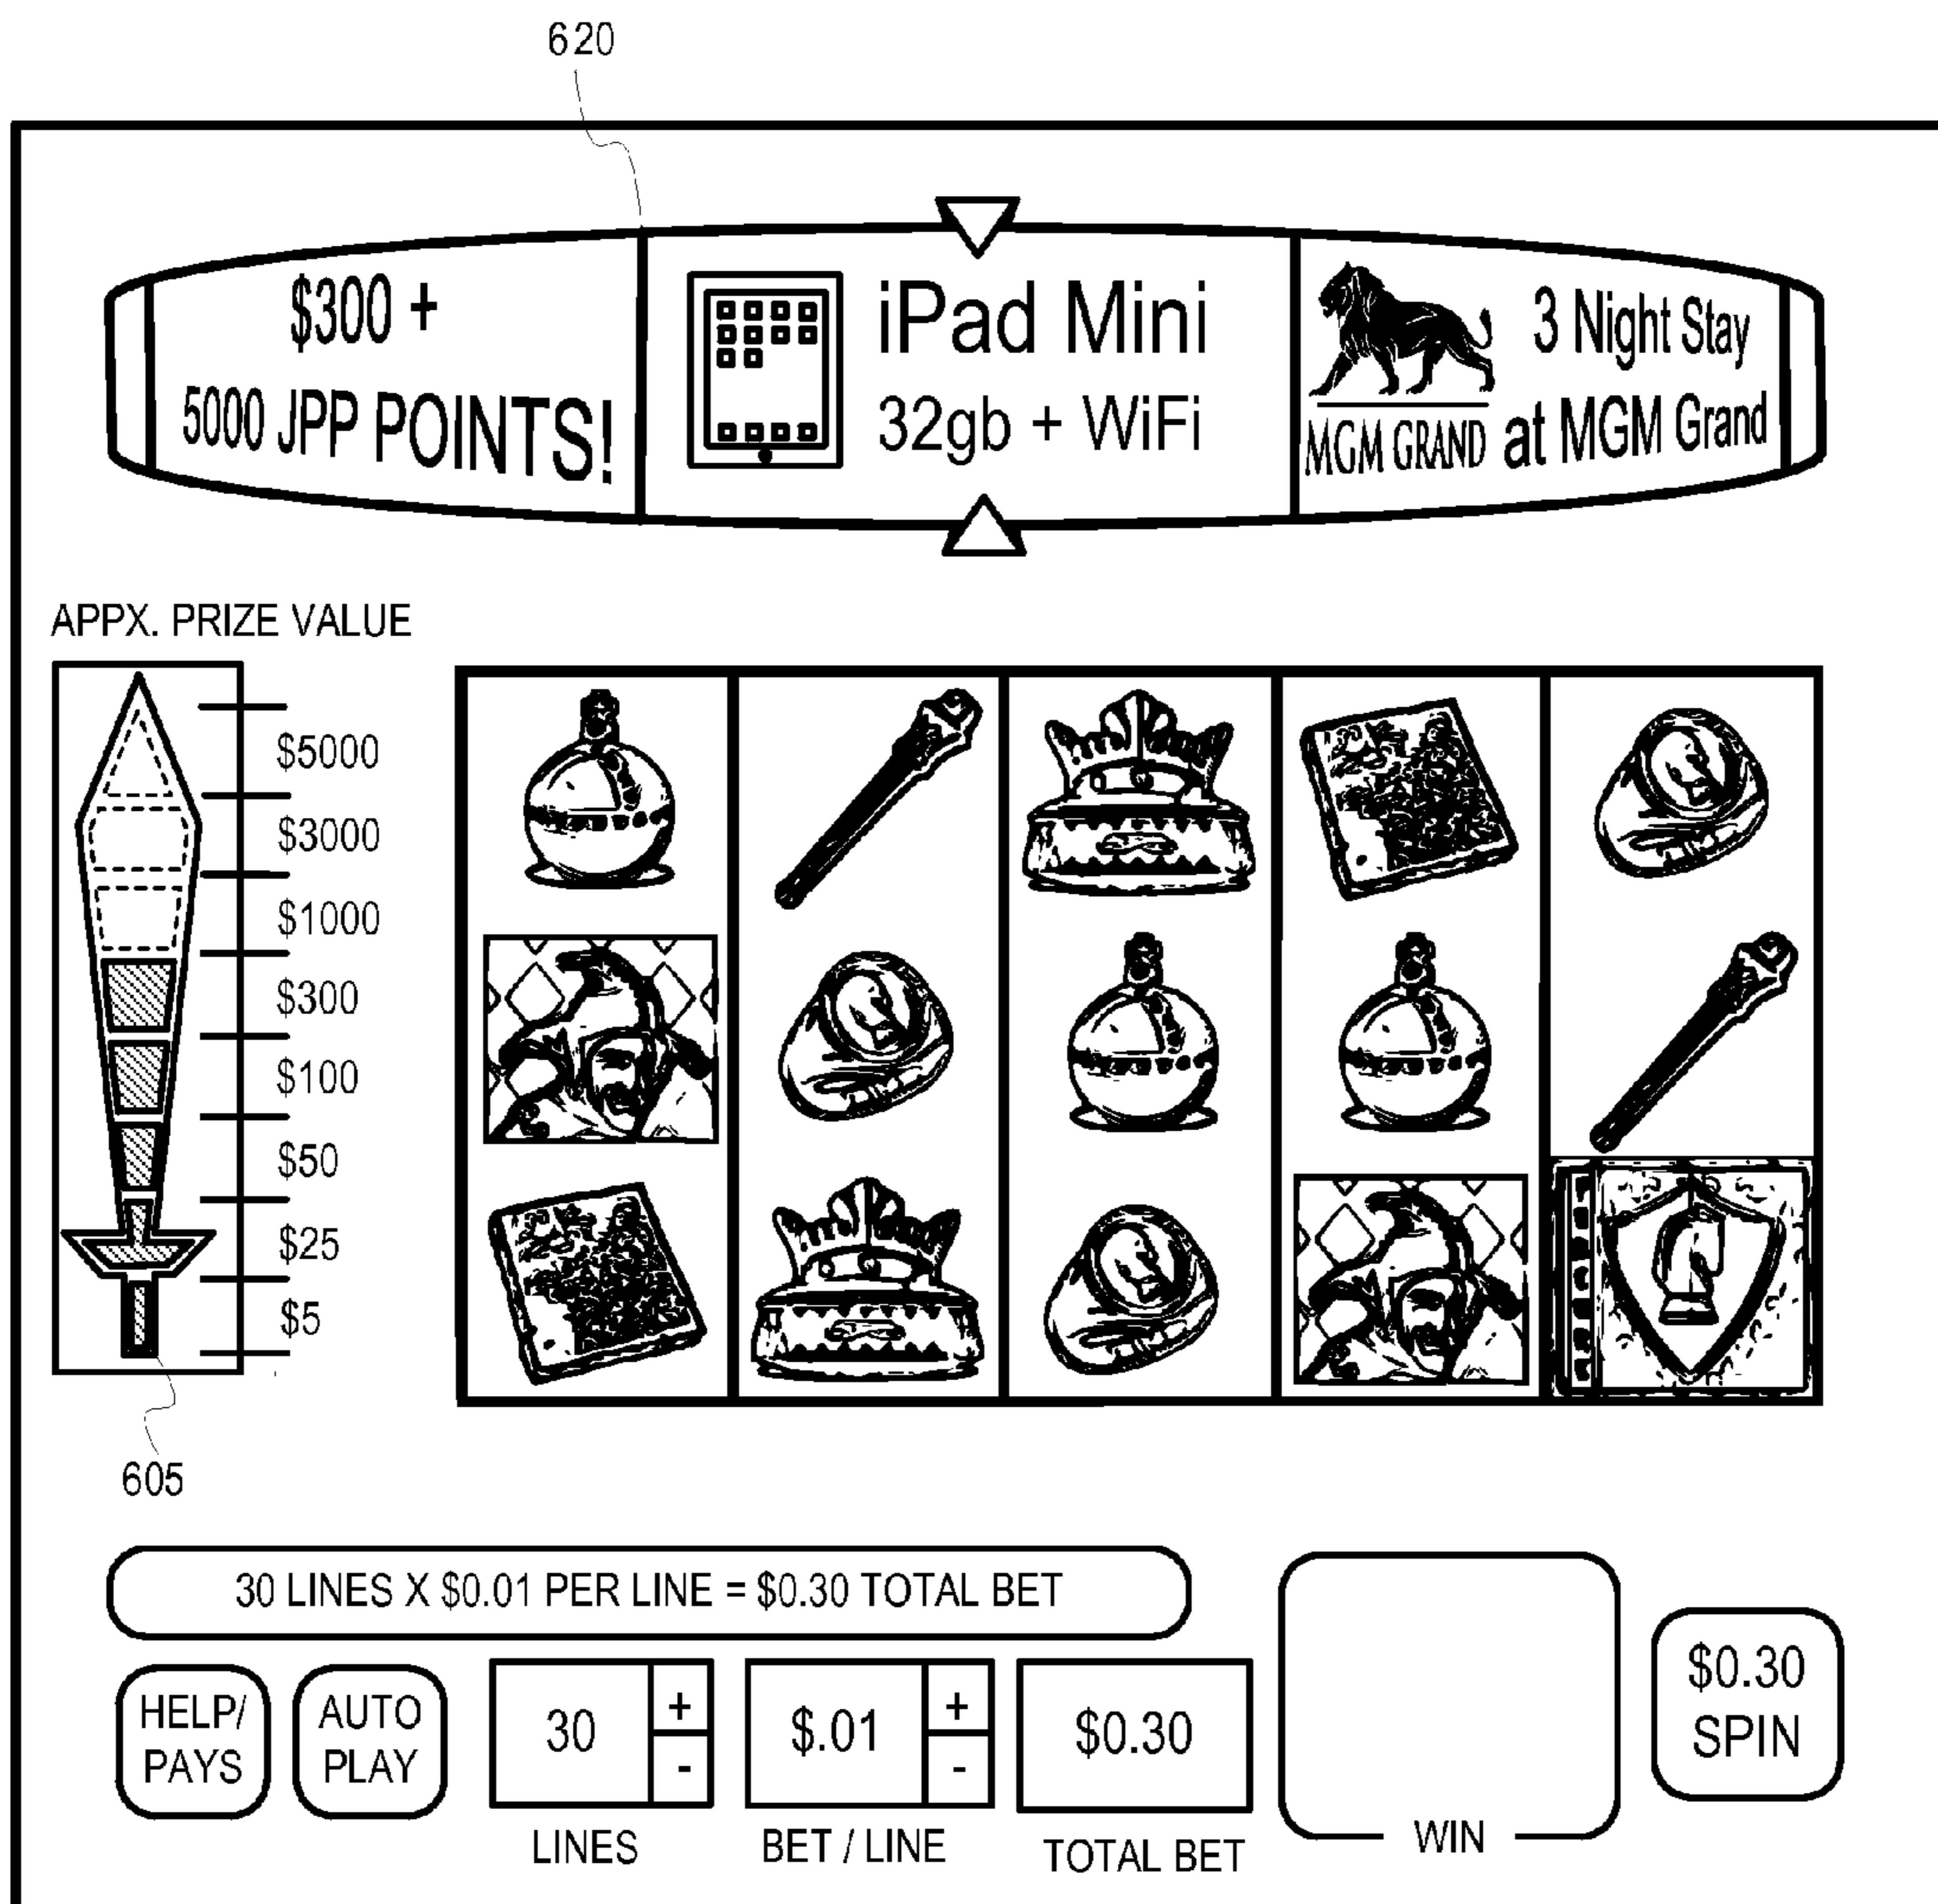 620
$300 +
5000 JPP POINTS!
iPad Mini
32gb + WiFi
MGM GRAND
3 Night Stay
at MGM Grand
APPX. PRIZE VALUE
$5000
$3000
$1000
$300
$100
$50
$25
$5
605
30 LINES X $0.01 PER LINE = $0.30 TOTAL BET
HELP/
PAYS
AUTO
PLAY
30
+
-
LINES
$.01
+
-
BET / LINE
$0.30
TOTAL BET
WIN
$0.30
SPIN